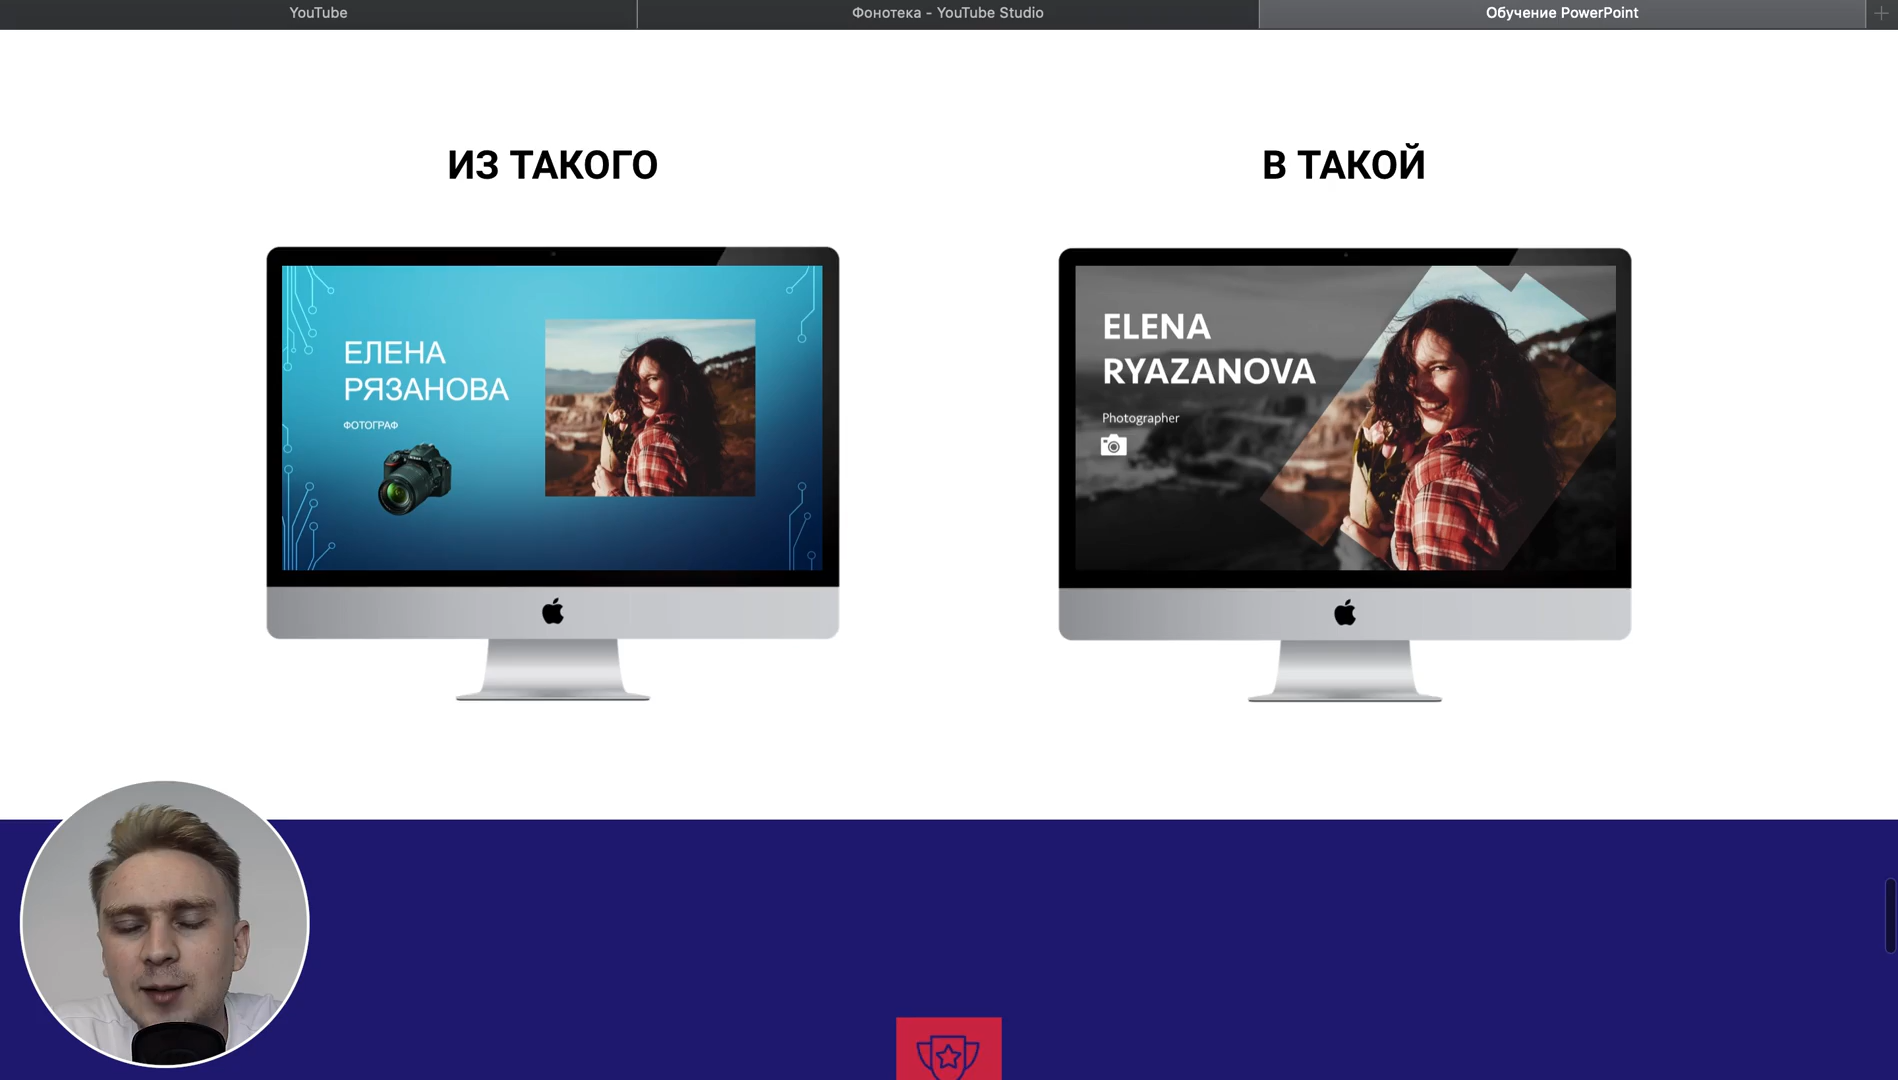 YouTube
Фонотека - YouTube Studio
Обучение PowerPoint
ИЗ ТАКОГО
В ТАКОЙ
ЕЛЕНА
РЯЗАНОВА
ФОТОГРАФ
ELENA
RYAZANOVA
Photographer